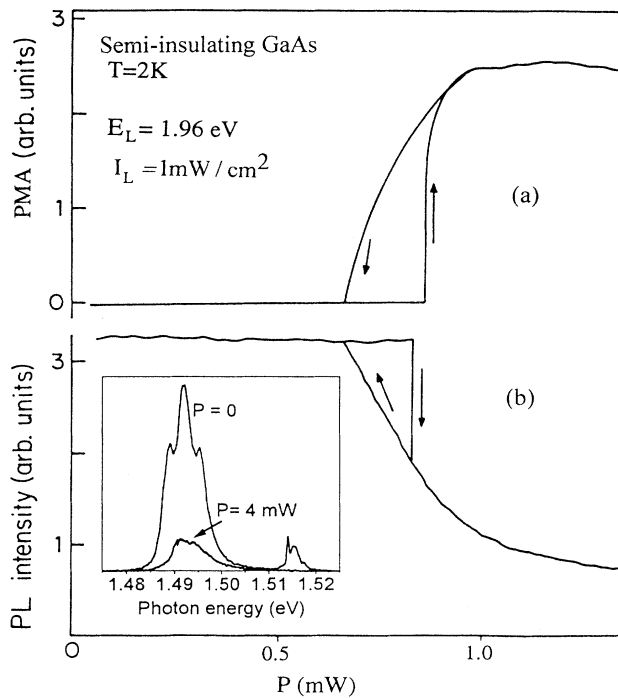 3
Semi-insulating GaAs
T=2K
E_L = 1.96 eV
I_L = 1mW / cm²
1
(a)
0
PMA (arb. units)
3
(b)
P = 0
P= 4 mW
1
1.48 1.49 1.50 1.51 1.52
Photon energy (eV)
PL intensity (arb. units)
0 0.5 1.0
P (mW)